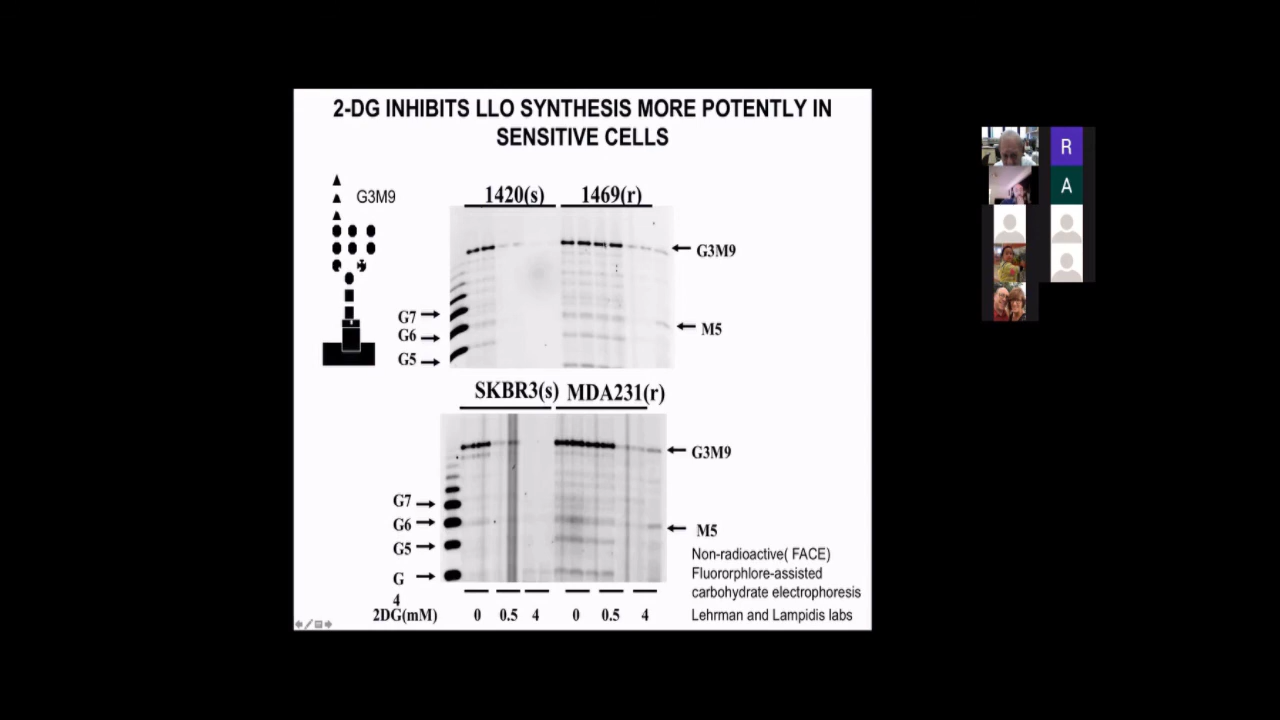 2-DG INHIBITS LLO SYNTHESIS MORE POTENTLY IN
SENSITIVE CELLS
G3M9
1420(s) 1469(r)
G3M9
G7
M5
G6
G5
SKBR3(s) MDA231(r)
G3M9
G7
G6
M5
G5
G
4
Non-radioactive( FACE)
Fluororphlore-assisted
carbohydrate electrophoresis
2DG(mM) 0 0.5 4 0 0.5 4
Lehrman and Lampidis labs
R
A